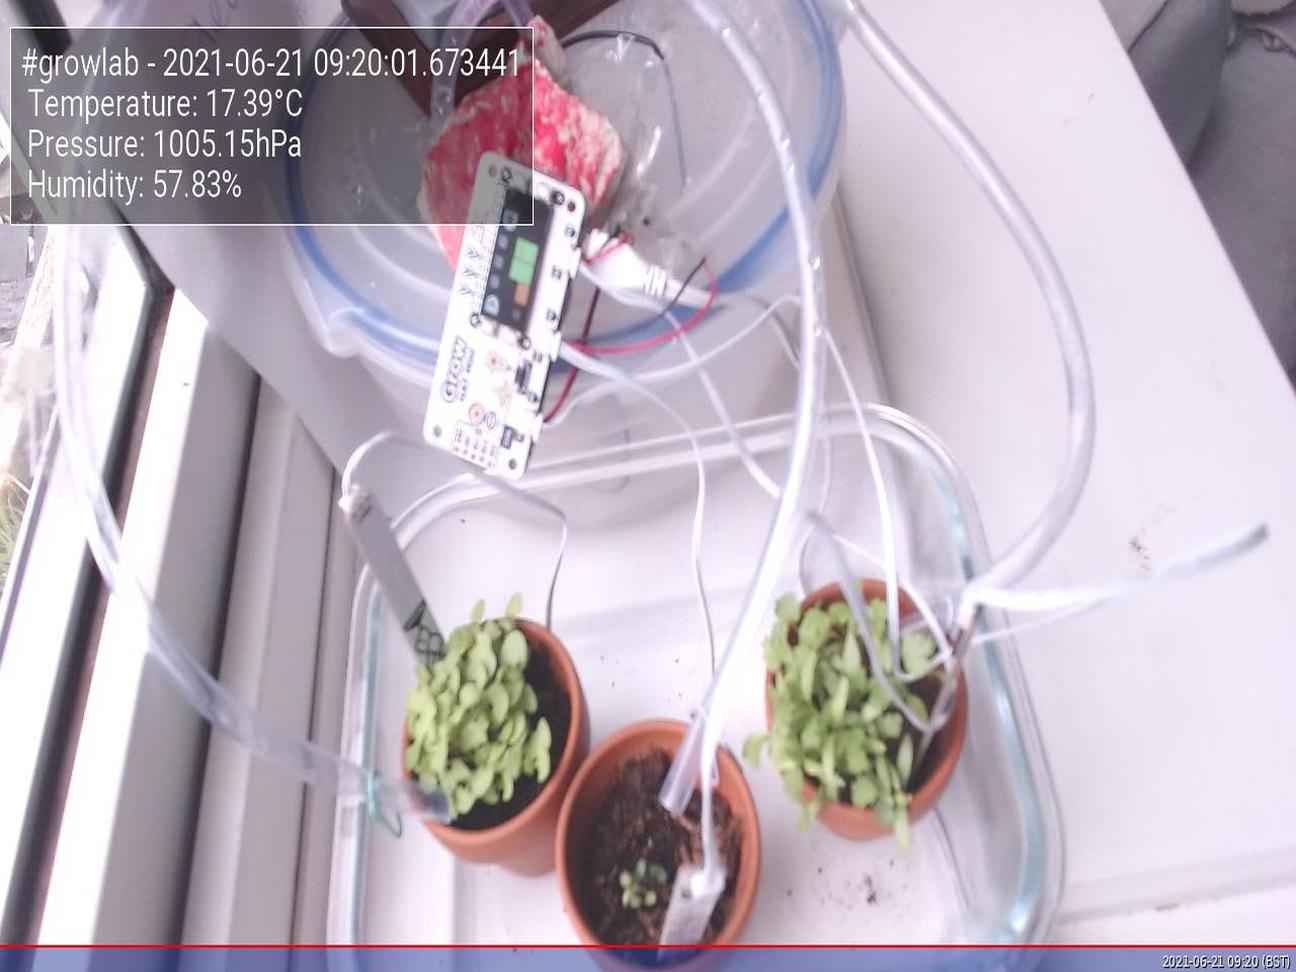 #growlab - 2021-06-21 09:20:01.673441
Temperature: 17.39°C
Pressure: 1005.15hPa
Humidity: 57.83%
GROW
2021-06-21 09:20 (BST)